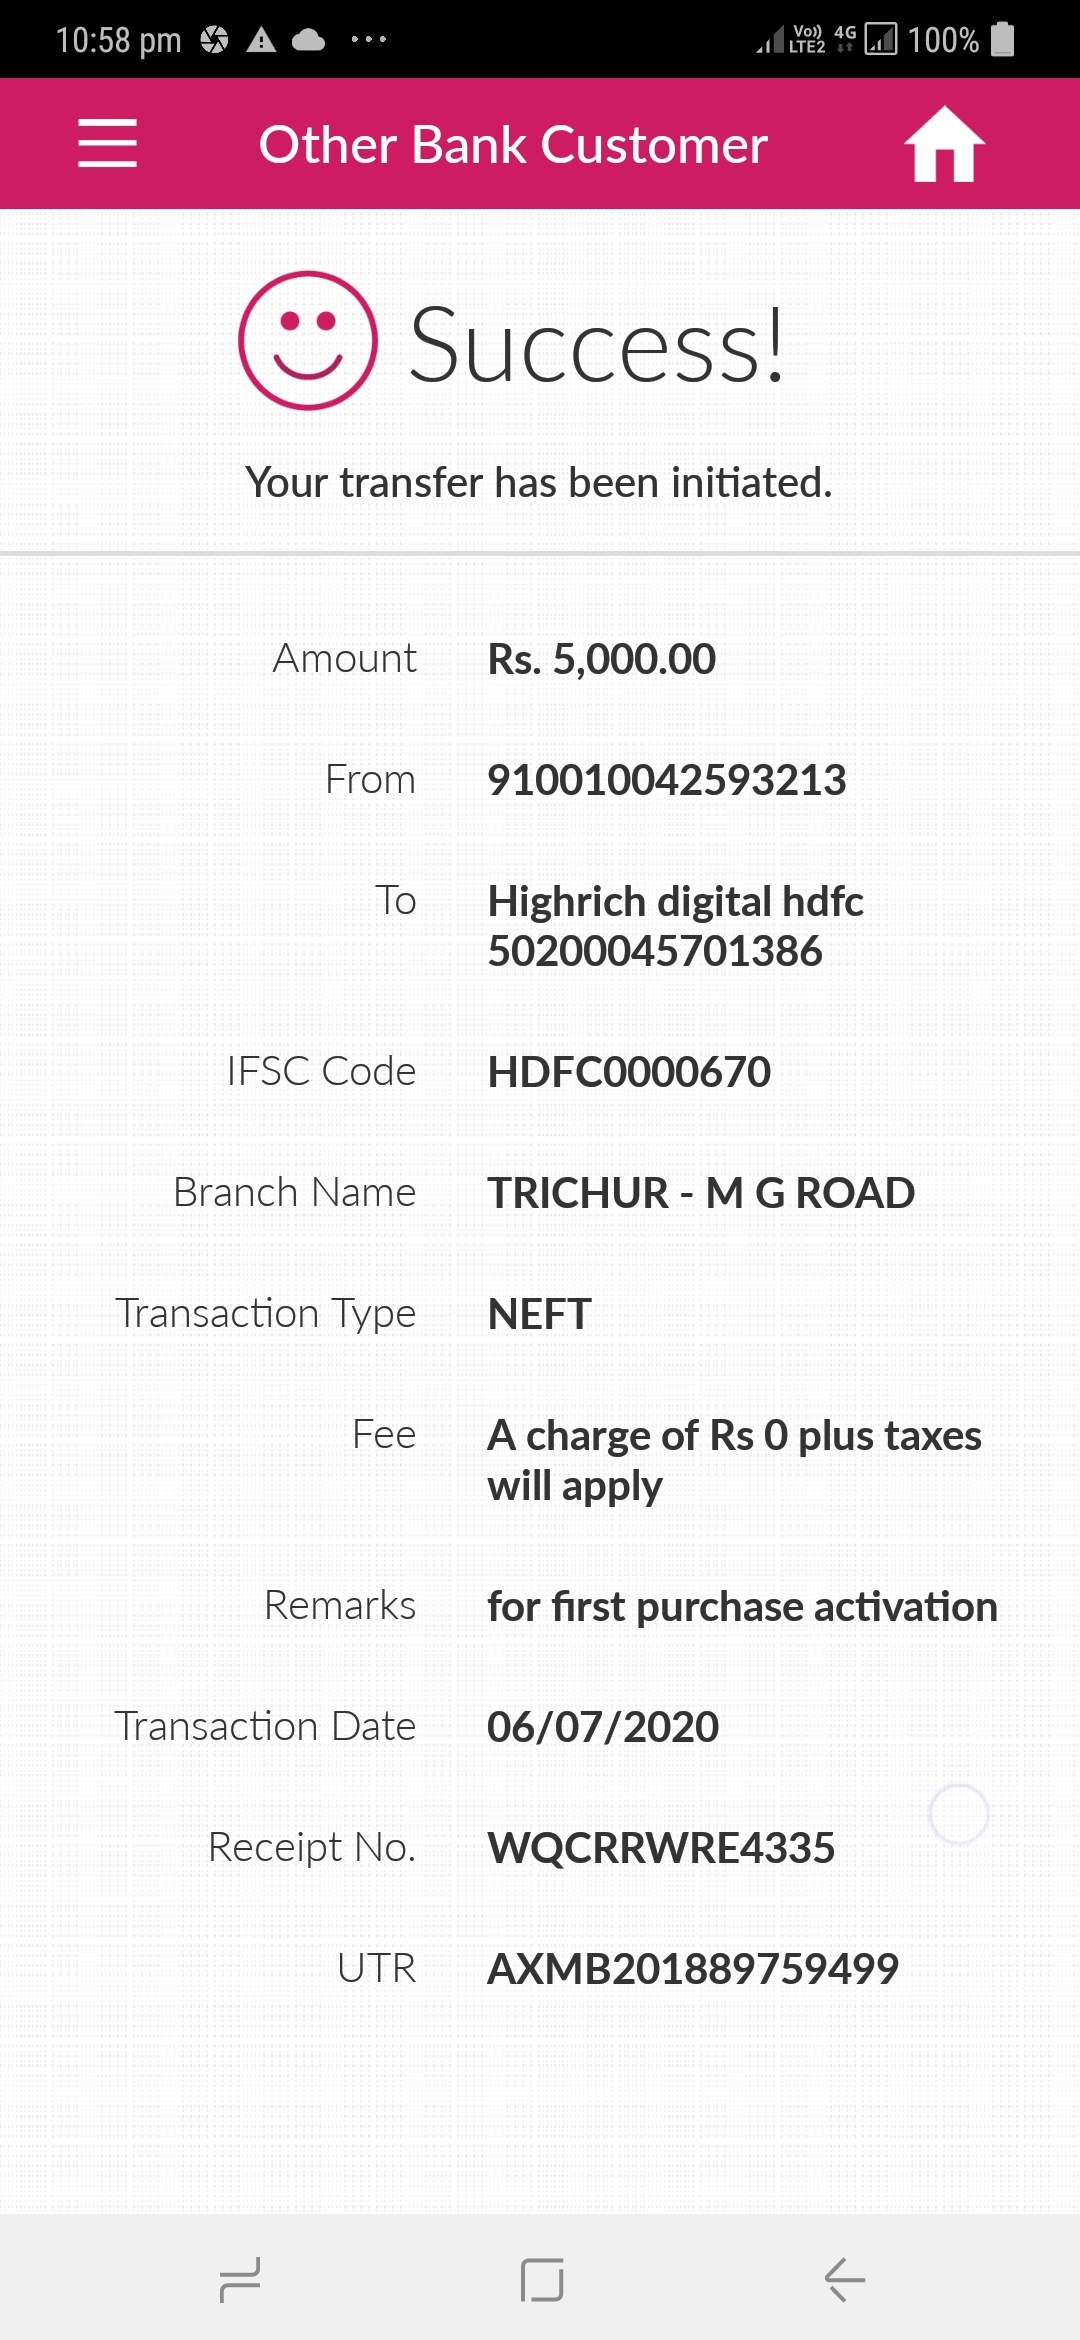 10:58 pm
Vo)) LTE2 4G 100%
Other Bank Customer
Success!
Your transfer has been initiated.
Amount Rs. 5,000.00
From 910010042593213
To Highrich digital hdfc
50200045701386
IFSC Code HDFC0000670
Branch Name TRICHUR - M G ROAD
Transaction Type NEFT
Fee A charge of Rs 0 plus taxes
will apply
Remarks for first purchase activation
Transaction Date 06/07/2020
Receipt No. WQCRRWRE4335
UTR AXMB201889759499